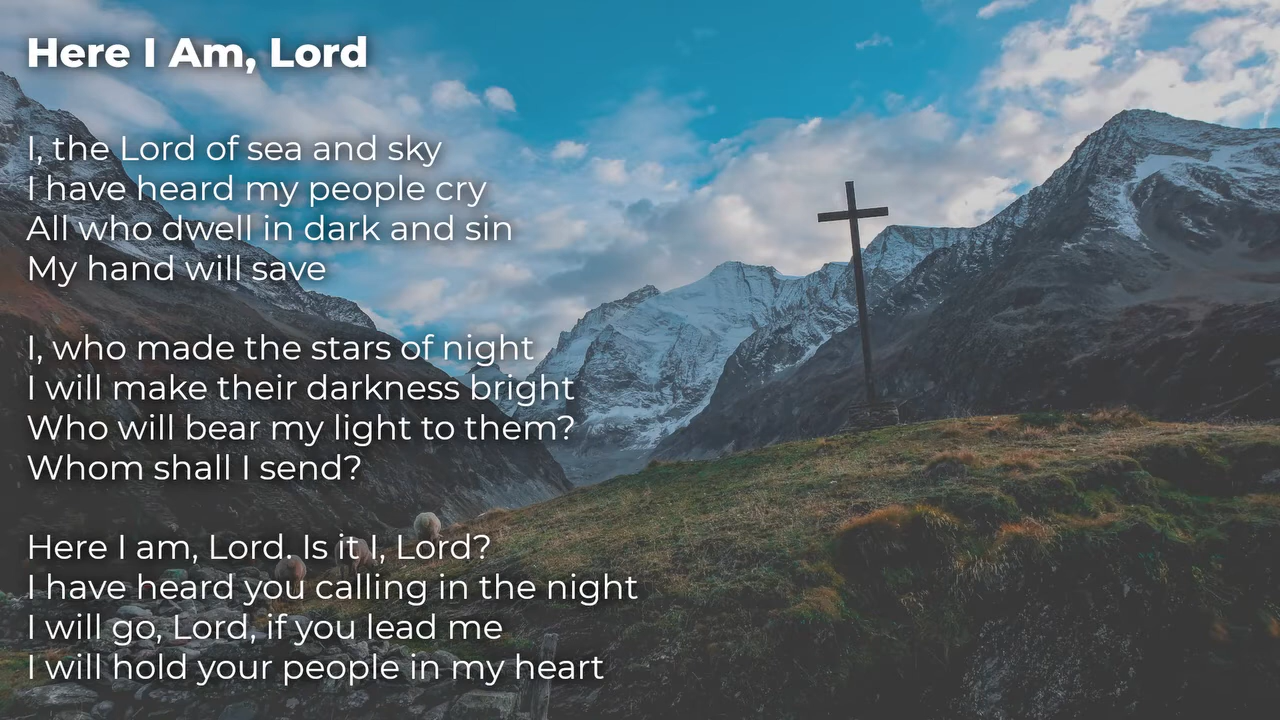 Here I Am, Lord
I, the Lord of sea and sky
I have heard my people cry
All who dwell in dark and sin
My hand will save
I, who made the stars of night
I will make their darkness bright
Who will bear my light to them?
Whom shall I send?
Here I am, Lord. Is it I, Lord?
I have heard you calling in the night
I will go, Lord, if you lead me
I will hold your people in my heart